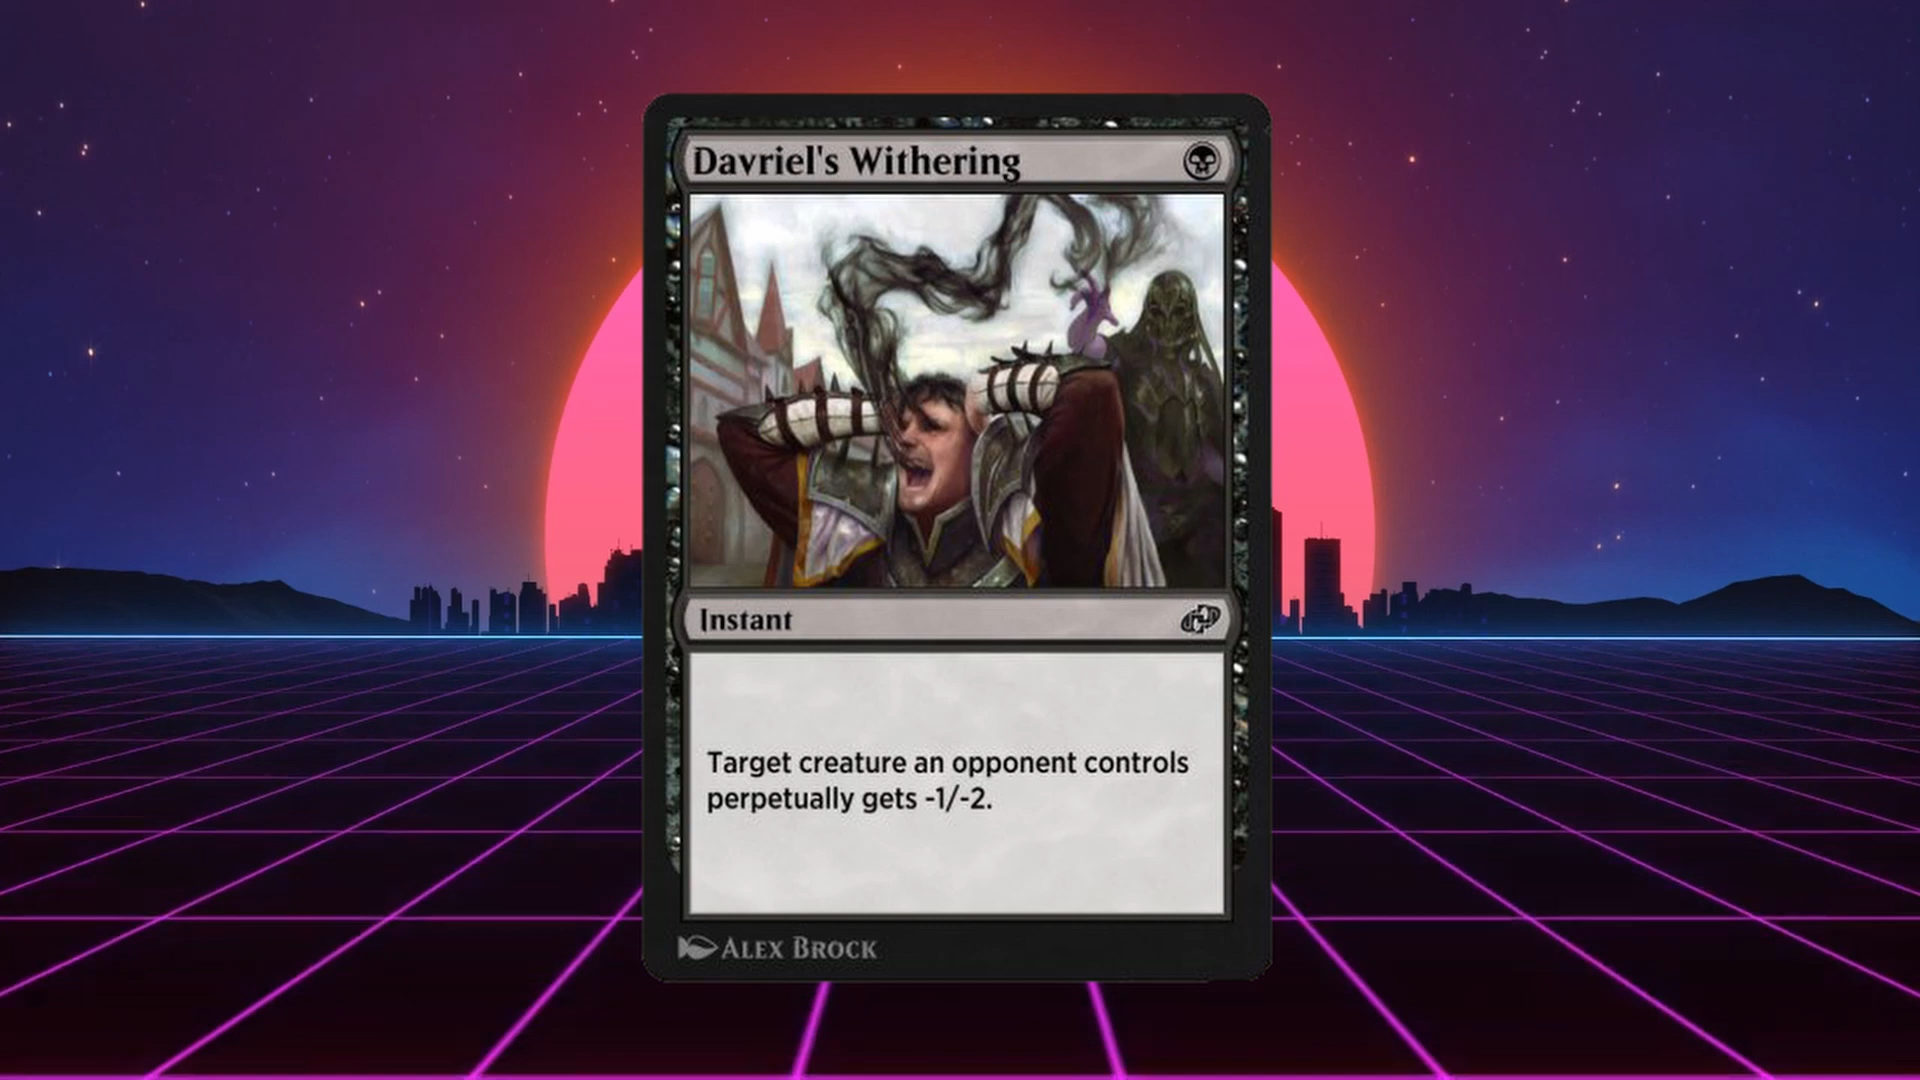 Davriel's Withering
Instant
Target creature an opponent controls
perpetually gets -1/-2.
ALEX BROCK